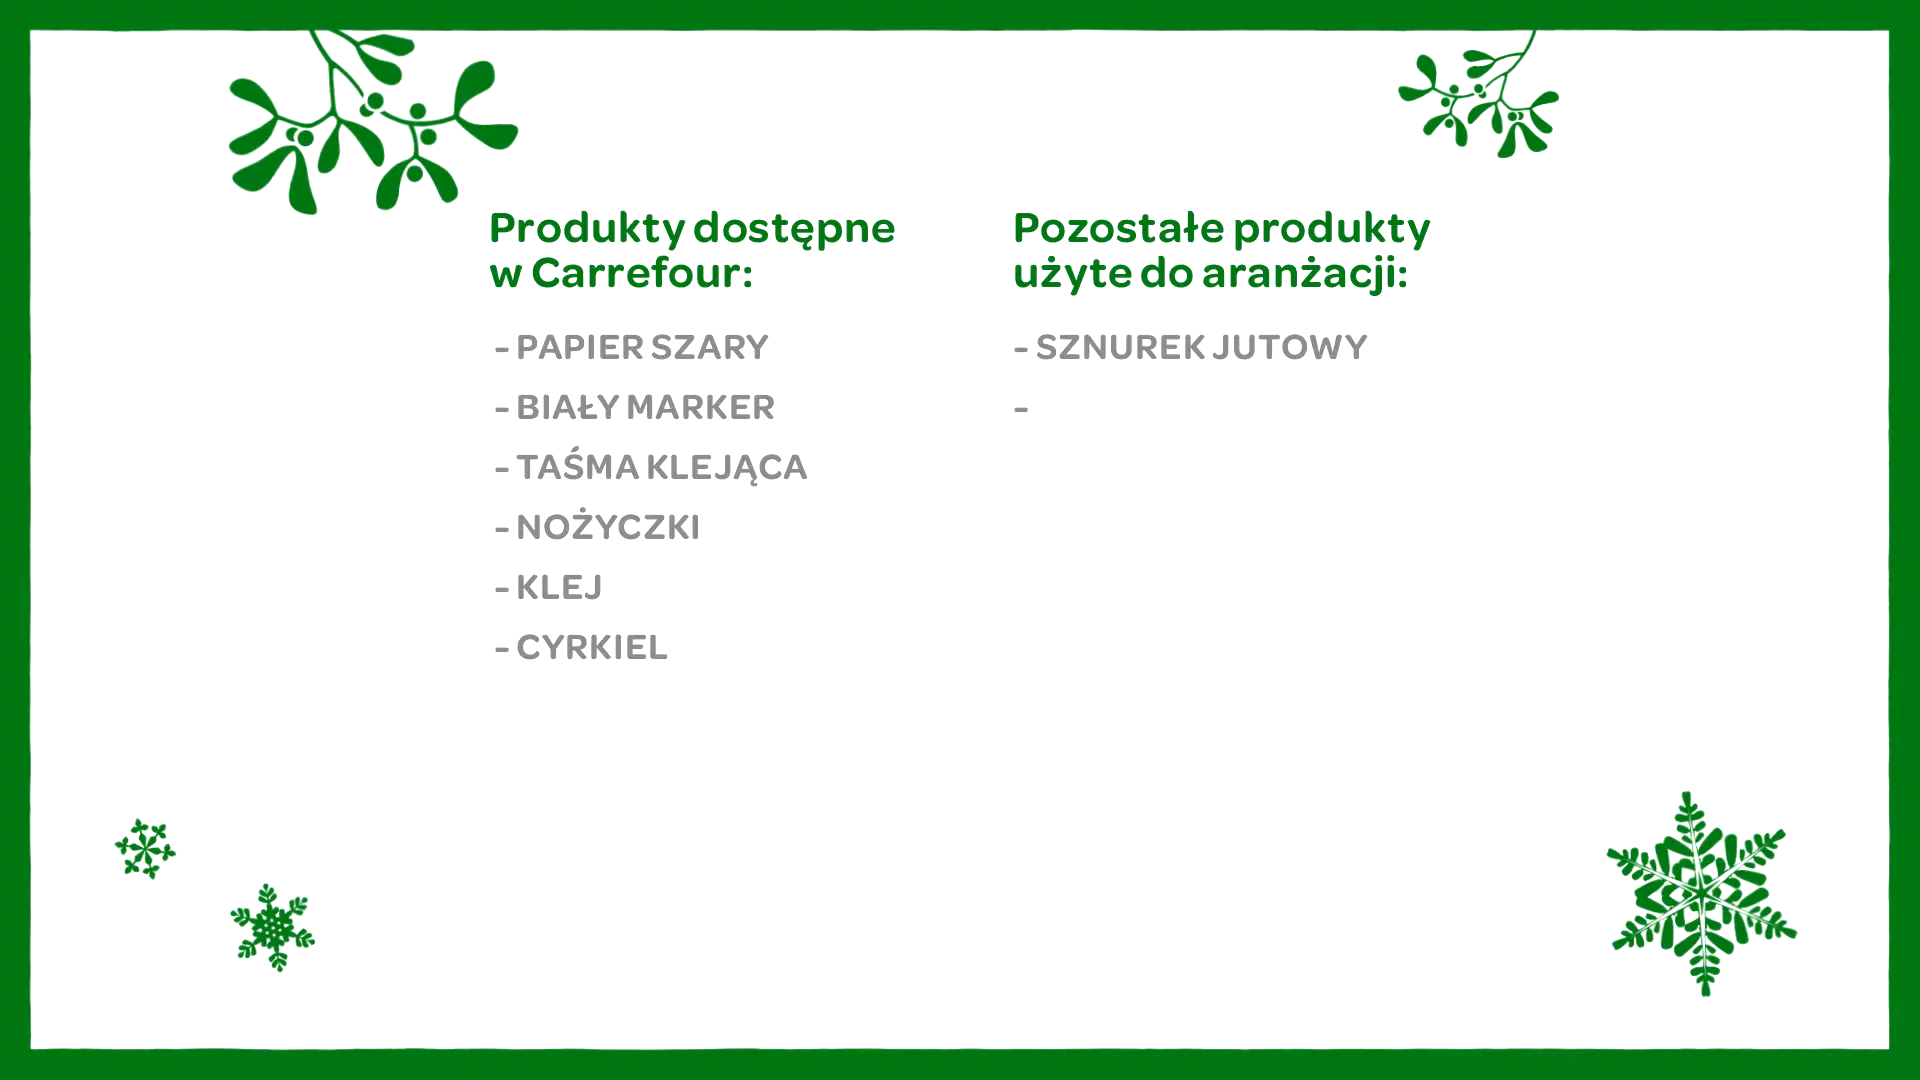 Produkty dostępne
w Carrefour:
- PAPIER SZARY
- BIAŁY MARKER
- TAŚMA KLEJĄCA
- NOŻYCZKI
- KLEJ
- CYRKIEL
Pozostałe produkty
użyte do aranżacji:
- SZNUREK JUTOWY
-